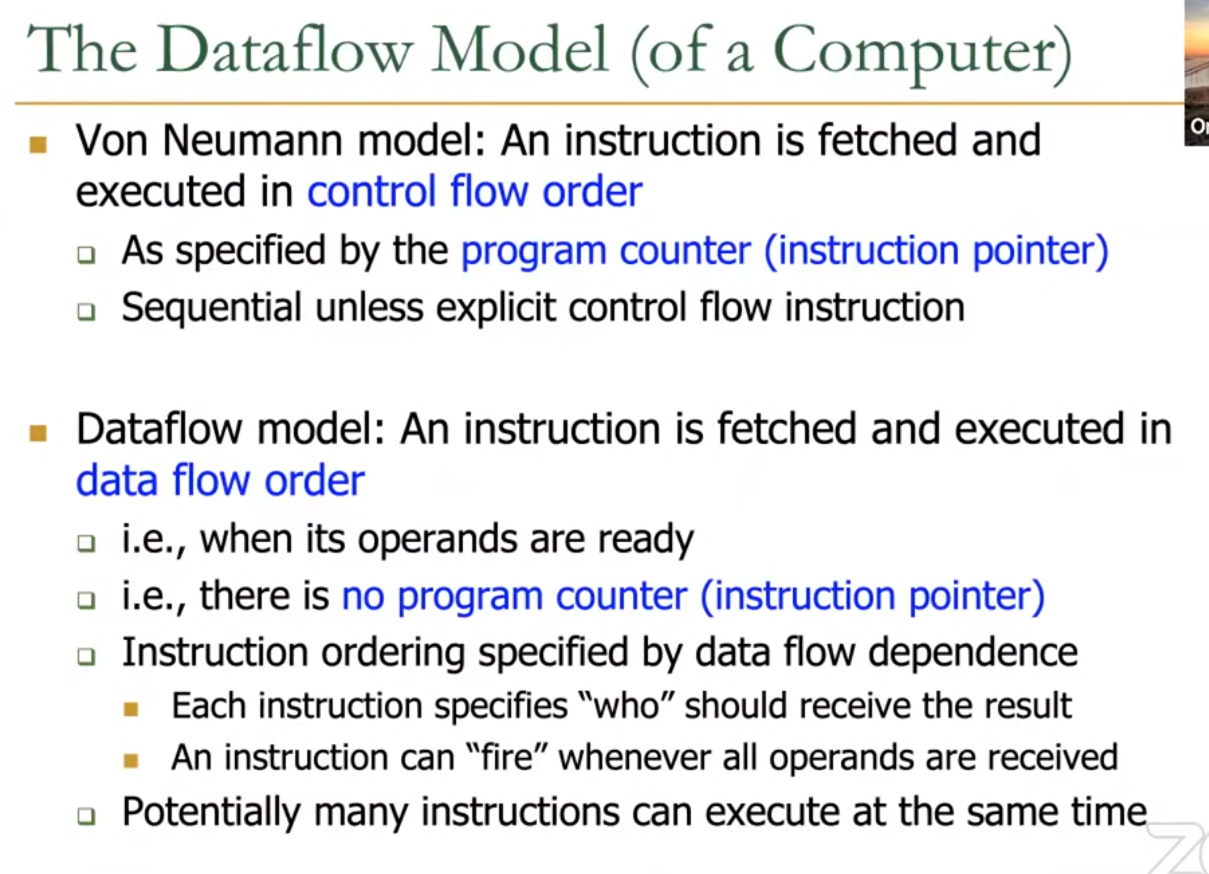 The Dataflow Model (of a Computer)
Von Neumann model: An instruction is fetched and
executed in control flow order
As specified by the program counter (instruction pointer)
Sequential unless explicit control flow instruction
Dataflow model: An instruction is fetched and executed in
data flow order
i.e., when its operands are ready
i.e., there is no program counter (instruction pointer)
Instruction ordering specified by data flow dependence
Each instruction specifies “who” should receive the result
An instruction can “fire” whenever all operands are received
Potentially many instructions can execute at the same time